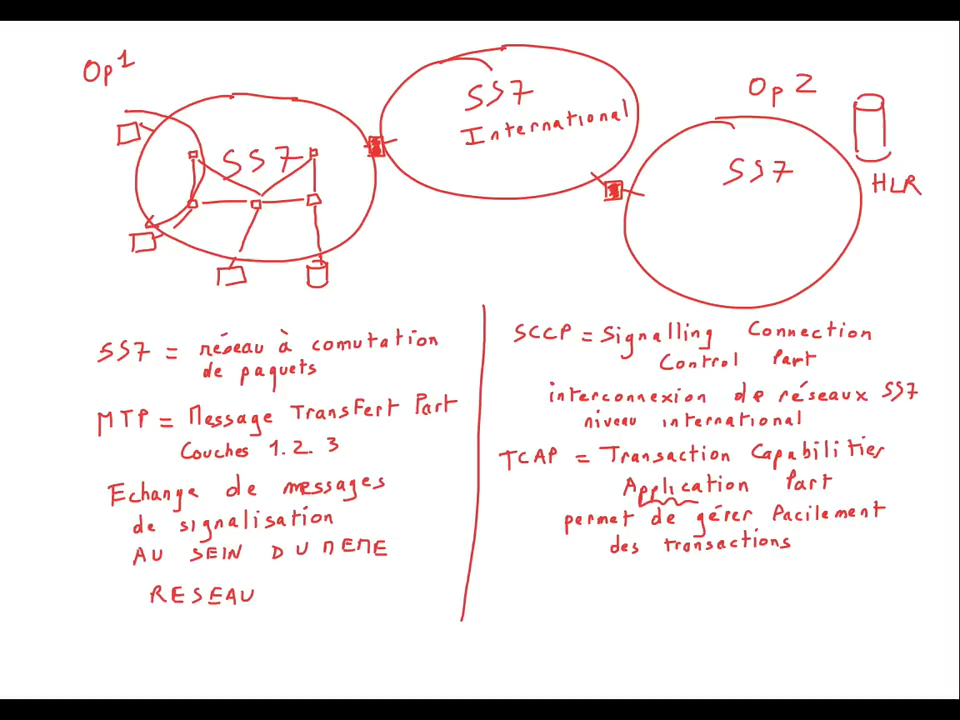 Op1
SS7
SS7
International
Op 2
SS7
HLR
SS7 = réseau à comutation
de paquets
MTP = Message Transfert Part
Couches 1. 2. 3
Echange de messages
de signalisation
AU SEIN DU MEME
RESEAU
SCCP = Signalling Connection
Control Part
interconnexion de réseaux SS7
niveau international
TCAP = Transaction Capabilities
Application Part
permet de gérer facilement
des transactions